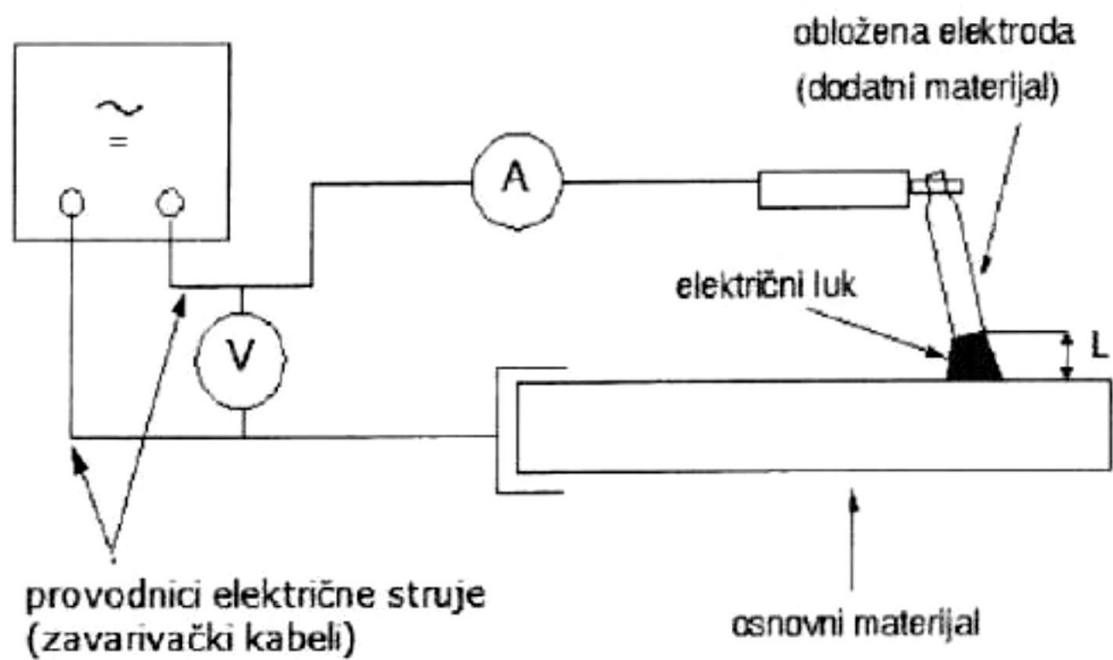 obložena elektroda
(dodatni materijal)
~
=
A
električni luk
V
L
provodnici električne struje
(zavarivački kabeli)
osnovni materijal